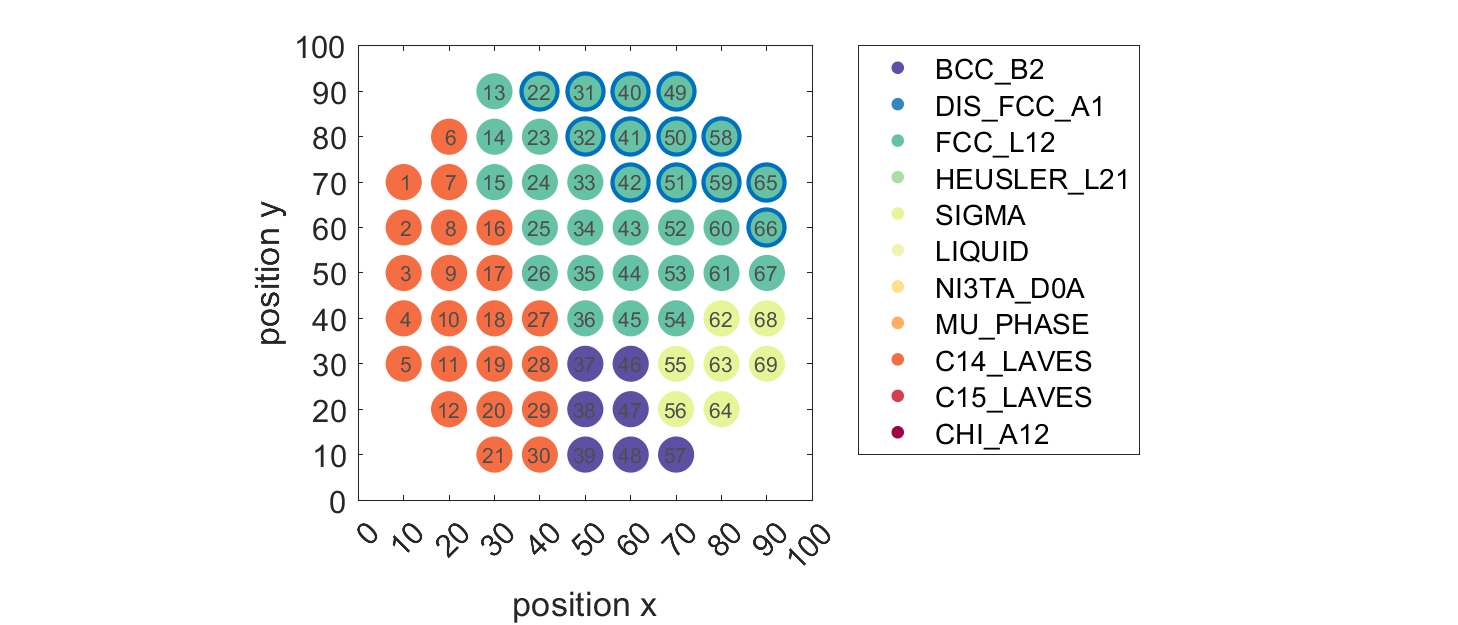 100
90
80
70
60
50
40
30
20
10
0
position y
13 22 31 40 49
6 14 23 32 41 50 58
1 7 15 24 33 42 51 59 65
2 8 16 25 34 43 52 60 66
3 9 17 26 35 44 53 61 67
4 10 18 27 36 45 54 62 68
5 11 19 28 37 46 55 63 69
12 20 29 38 47 56 64
21 30 39 48 57
0 10 20 30 40 50 60 70 80 90 100
position x
BCC_B2
DIS_FCC_A1
FCC_L12
HEUSLER_L21
SIGMA
LIQUID
NI3TA_D0A
MU_PHASE
C14_LAVES
C15_LAVES
CHI_A12